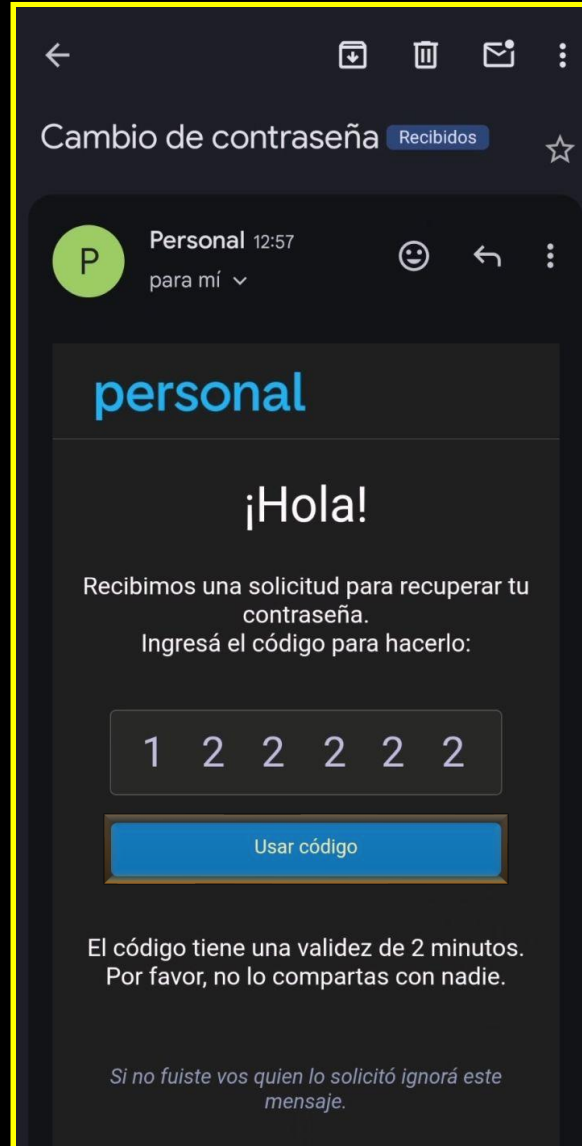 Cambio de contraseña Recibidos
P
Personal 12:57
para mí
personal
¡Hola!
Recibimos una solicitud para recuperar tu
contraseña.
Ingresá el código para hacerlo:
1 2 2 2 2 2
Usar código
El código tiene una validez de 2 minutos.
Por favor, no lo compartas con nadie.
Si no fuiste vos quien lo solicitó ignorá este
mensaje.